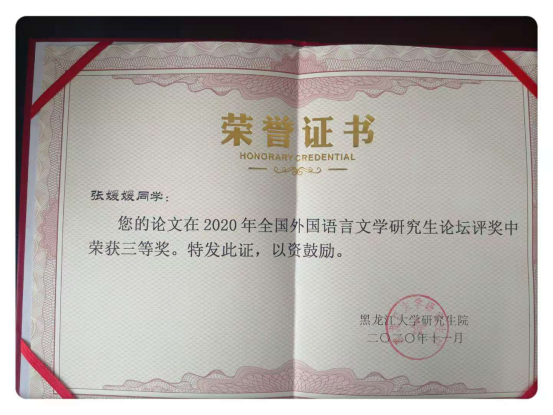 荣誉证书
HONORARY CREDENTIAL
张媛媛同学：
您的论文在2020年全国外国语言文学研究生论坛评奖中
荣获三等奖。特发此证，以资鼓励。
黑龙江大学研究生院
二〇二〇年十一月